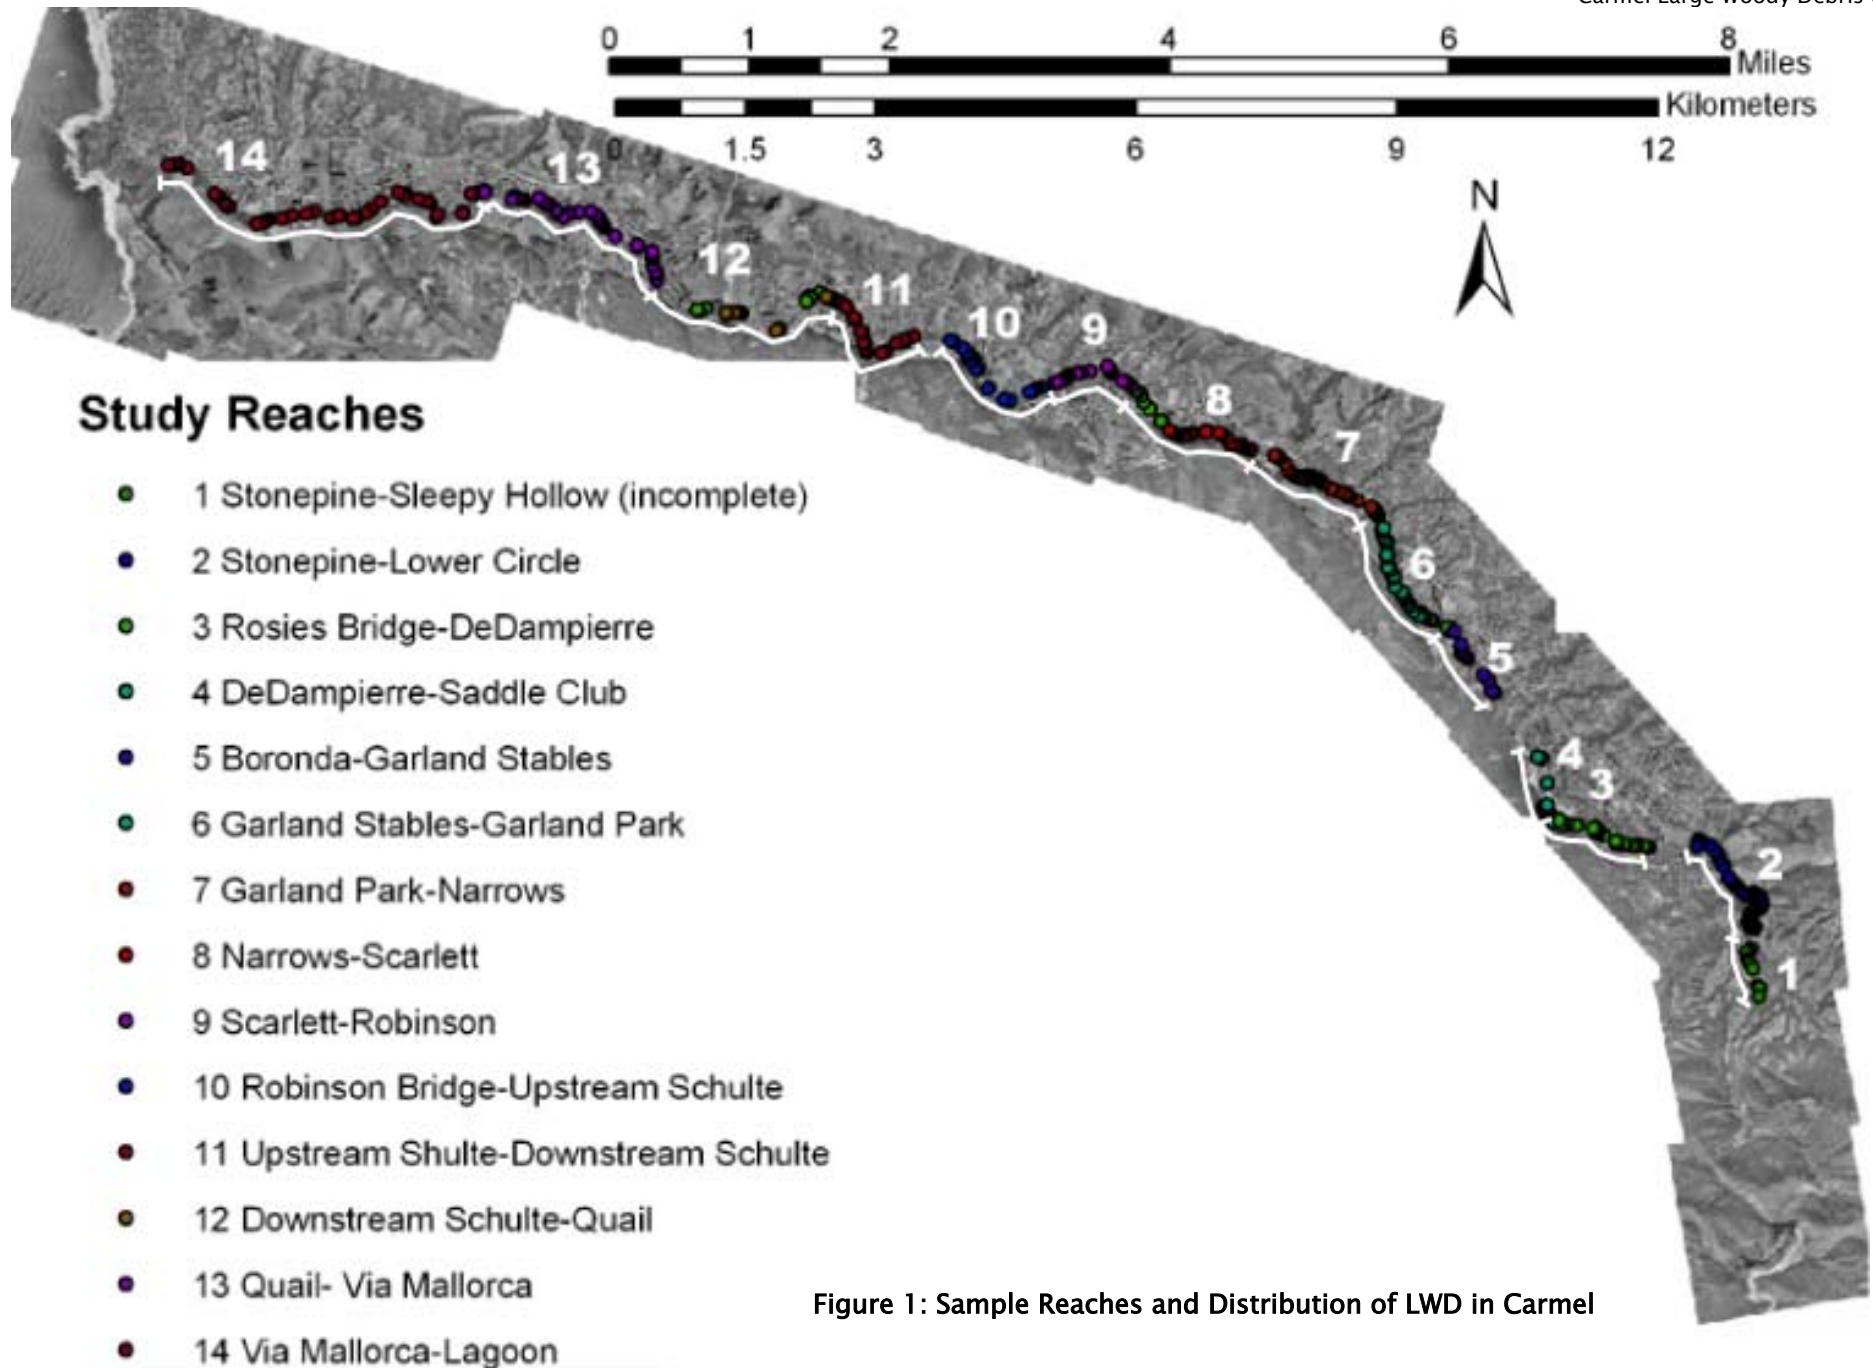 Carmel Large Woody Debris
0 1 2 4 6 8
Miles
Kilometers
0 1.5 3 6 9 12
N
14
13
12
11
10
9
8
7
6
5
4
3
2
1
Study Reaches
1 Stonepine-Sleepy Hollow (incomplete)
2 Stonepine-Lower Circle
3 Rosies Bridge-DeDampierre
4 DeDampierre-Saddle Club
5 Boronda-Garland Stables
6 Garland Stables-Garland Park
7 Garland Park-Narrows
8 Narrows-Scarlett
9 Scarlett-Robinson
10 Robinson Bridge-Upstream Schulte
11 Upstream Shulte-Downstream Schulte
12 Downstream Schulte-Quail
13 Quail- Via Mallorca
14 Via Mallorca-Lagoon
Figure 1: Sample Reaches and Distribution of LWD in Carmel